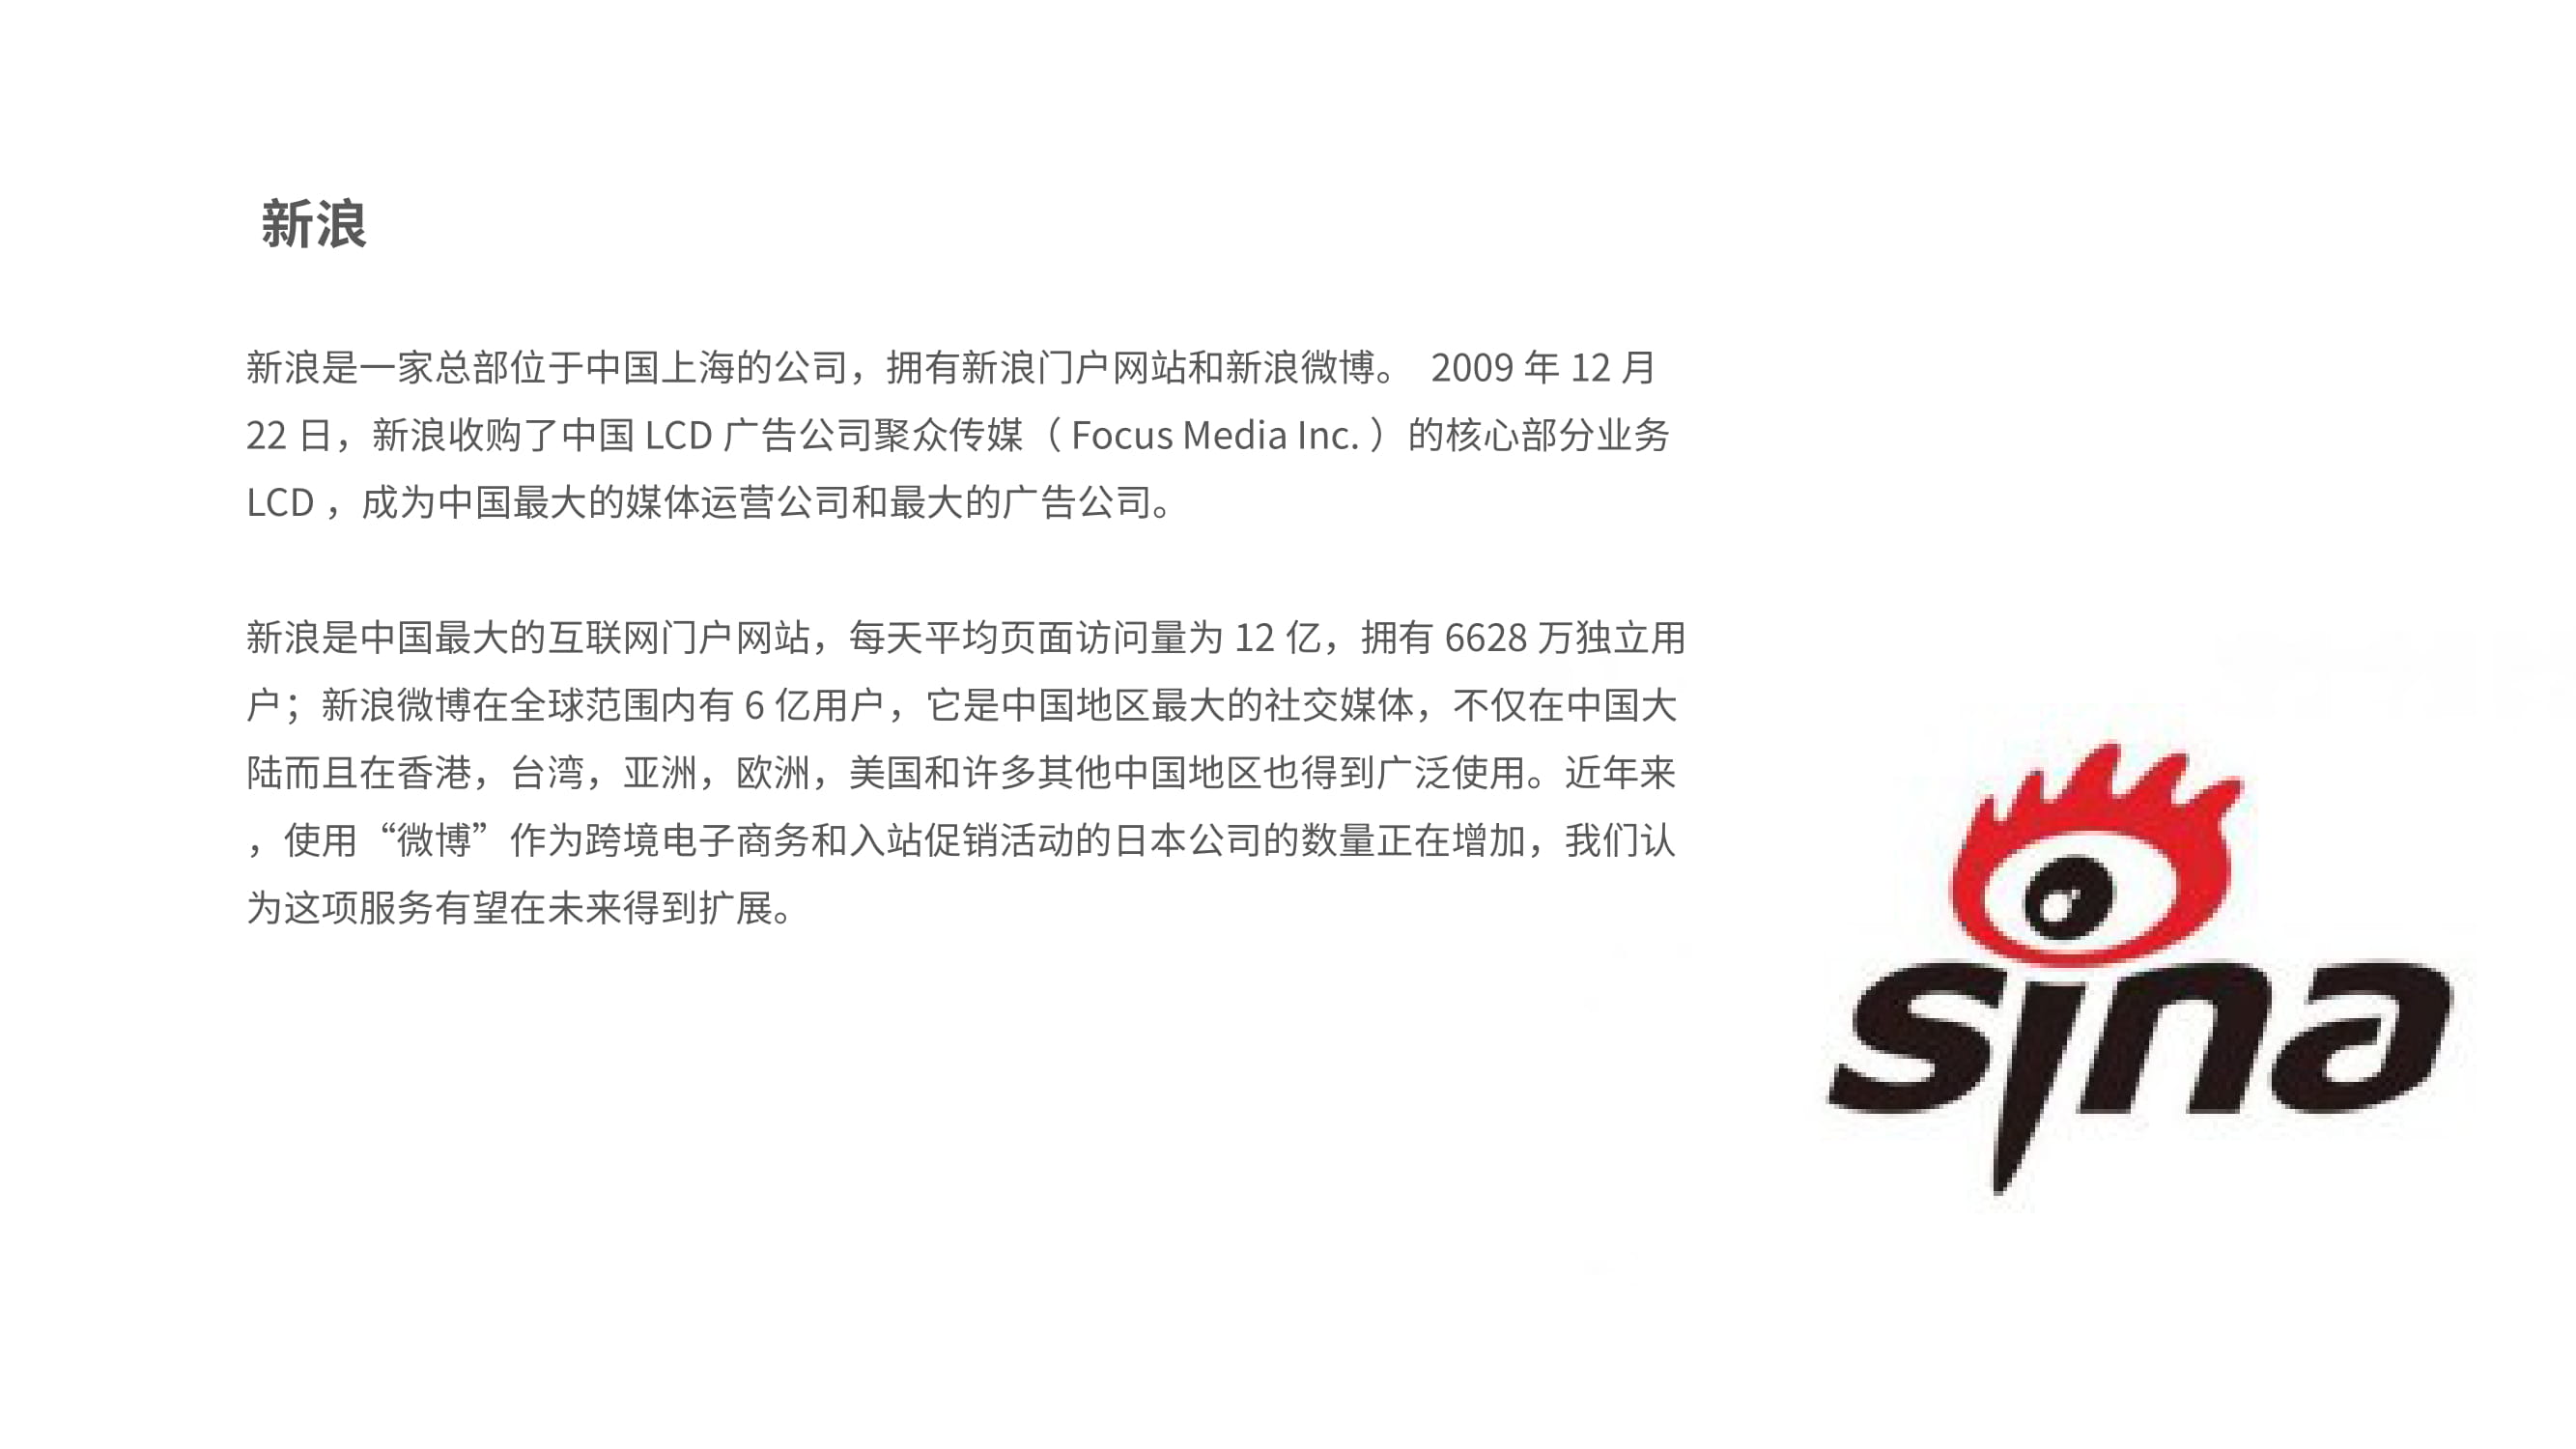 新浪
新浪是一家总部位于中国上海的公司，拥有新浪门户网站和新浪微博。 2009 年 12 月
22 日，新浪收购了中国 LCD 广告公司聚众传媒（ Focus Media Inc. ）的核心部分业务
LCD ，成为中国最大的媒体运营公司和最大的广告公司。
新浪是中国最大的互联网门户网站，每天平均页面访问量为 12 亿，拥有 6628 万独立用
户；新浪微博在全球范围内有 6 亿用户，它是中国地区最大的社交媒体，不仅在中国大
陆而且在香港，台湾，亚洲，欧洲，美国和许多其他中国地区也得到广泛使用。近年来
，使用“微博”作为跨境电子商务和入站促销活动的日本公司的数量正在增加，我们认
为这项服务有望在未来得到扩展。
sina